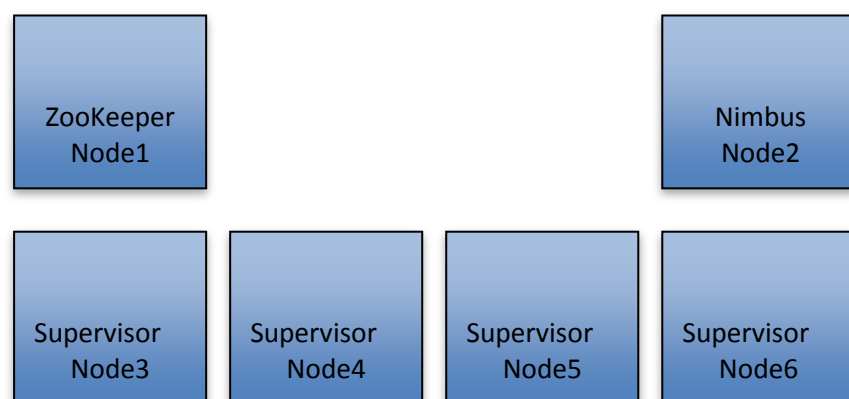 ZooKeeper
Node1
Nimbus
Node2
Supervisor
Node3
Supervisor
Node4
Supervisor
Node5
Supervisor
Node6